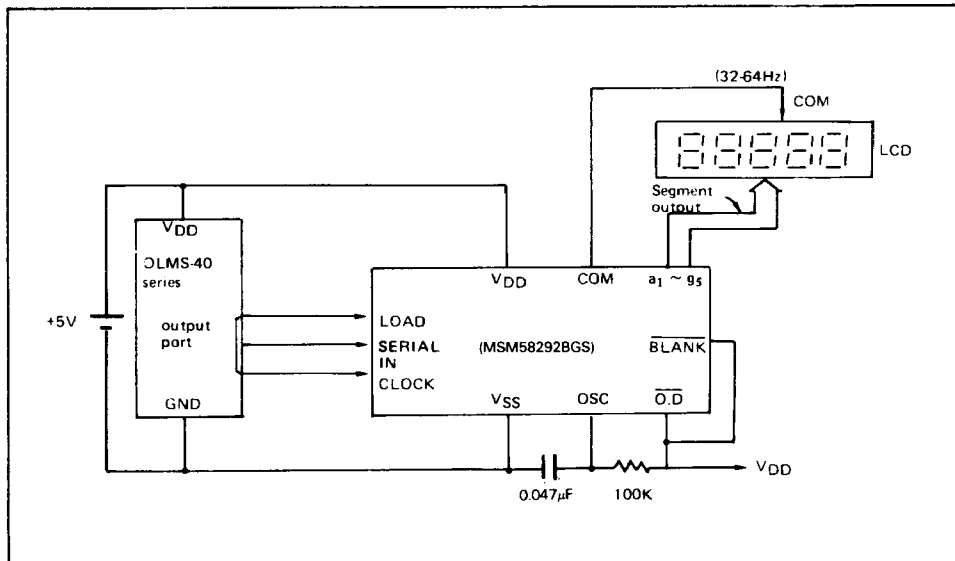 (32-64Hz)
COM
LCD
Segment
output
VDD
OLMS-40
series
+5V
output
port
GND
VDD
COM
a1 ~ g5
LOAD
SERIAL
IN
CLOCK
(MSM58292BGS)
BLANK
VSS
OSC
O.D
VDD
0.047μF
100K